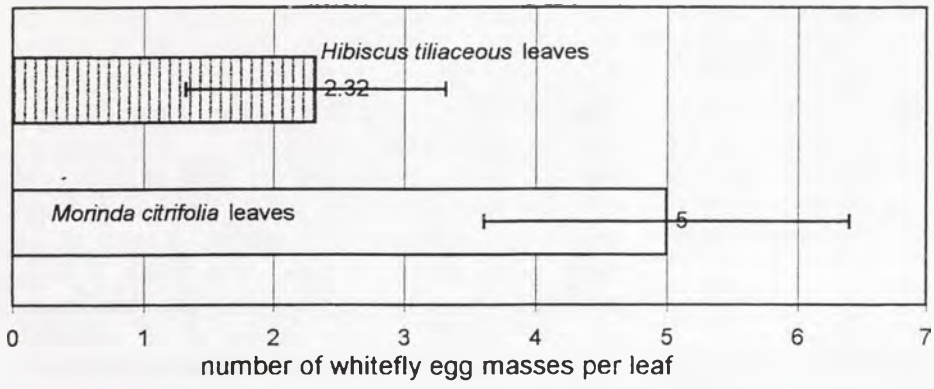 Hibiscus tiliaceous leaves
2.32
Morinda citrifolia leaves
5
0 1 2 3 4 5 6 7
number of whitefly egg masses per leaf